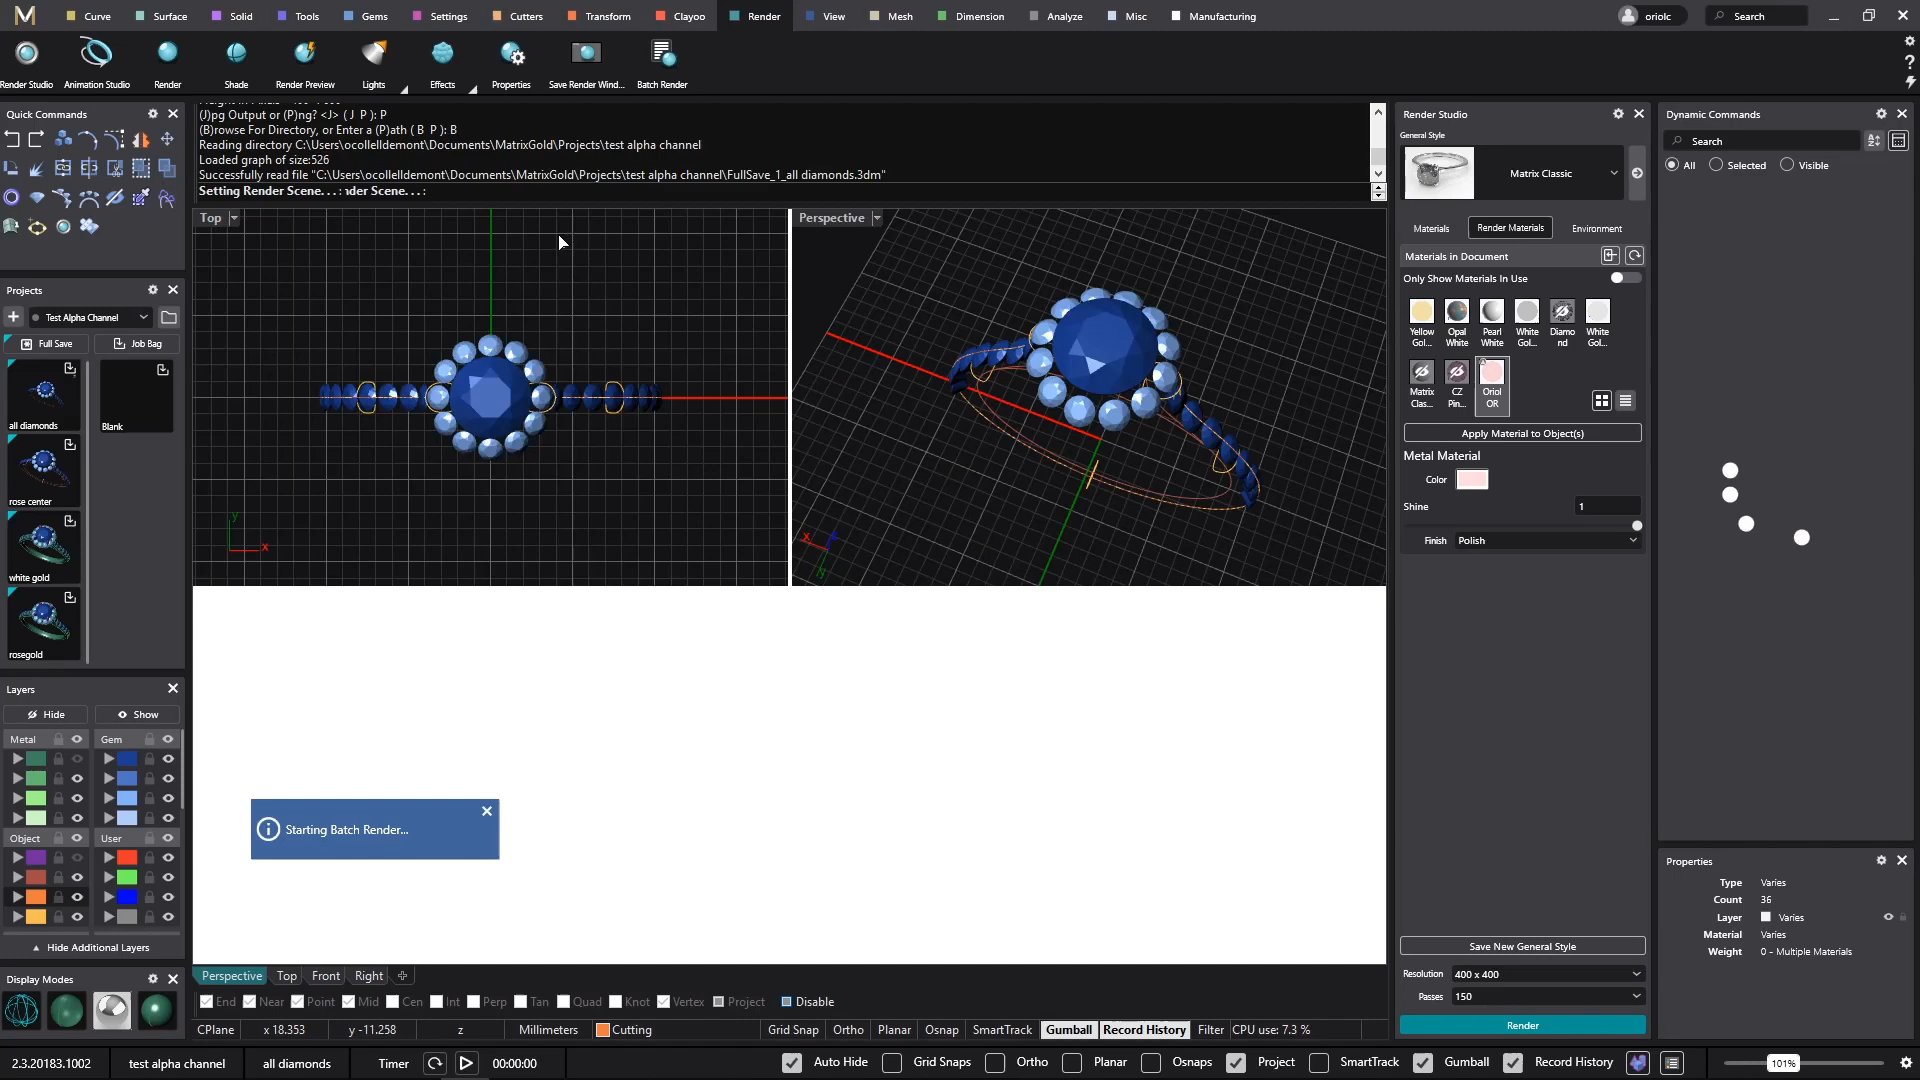 Curve
Surface
Solid
Tools
Gems
Settings
Cutters
Transform
Clayoo
Render
View
Mesh
Dimension
Analyze
Misc
Manufacturing
oriolc
Search
Render Studio
Animation Studio
Render
Shade
Render Preview
Lights
Effects
Properties
Save Render Wind...
Batch Render
Quick Commands
(J)pg Output or (P)ng? <J> ( J P ): P
(B)rowse For Directory, or Enter a (P)ath ( B P ): B
Reading directory C:\Users\ocollelldemont\Documents\MatrixGold\Projects\test alpha channel
Loaded graph of size:526
Successfully read file "C:\Users\ocollelldemont\Documents\MatrixGold\Projects\test alpha channel\FullSave_1_all diamonds.3dm"
Setting Render Scene...: ıder Scene...:
Top
Perspective
Projects
Test Alpha Channel
Full Save
Job Bag
all diamonds
Blank
rose center
white gold
rosegold
y
x
x
y
Layers
Hide
Show
Metal
Gem
Object
User
Hide Additional Layers
Starting Batch Render...
Display Modes
Perspective
Top
Front
Right
End
Near
Point
Mid
Cen
Int
Perp
Tan
Quad
Knot
Vertex
Project
Disable
CPlane
x 18.353
y -11.258
z
Millimeters
Cutting
Grid Snap
Ortho
Planar
Osnap
SmartTrack
Gumball
Record History
Filter
CPU use: 7.3 %
2.3.20183.1002
test alpha channel
all diamonds
Timer
00:00:00
Auto Hide
Grid Snaps
Ortho
Planar
Osnaps
Project
SmartTrack
Gumball
Record History
101%
Render Studio
General Style
Matrix Classic
Materials
Render Materials
Environment
Materials in Document
Only Show Materials In Use
Yellow Gol...
Opal White
Pearl White
White Gol...
Diamo nd
White Gol...
Matrix Clas...
CZ Pin...
Oriol OR
Apply Material to Object(s)
Metal Material
Color
Shine
1
Finish
Polish
Save New General Style
Resolution
400 x 400
Passes
150
Render
Dynamic Commands
Search
All
Selected
Visible
Properties
Type Varies
Count 36
Layer Varies
Material Varies
Weight 0 - Multiple Materials